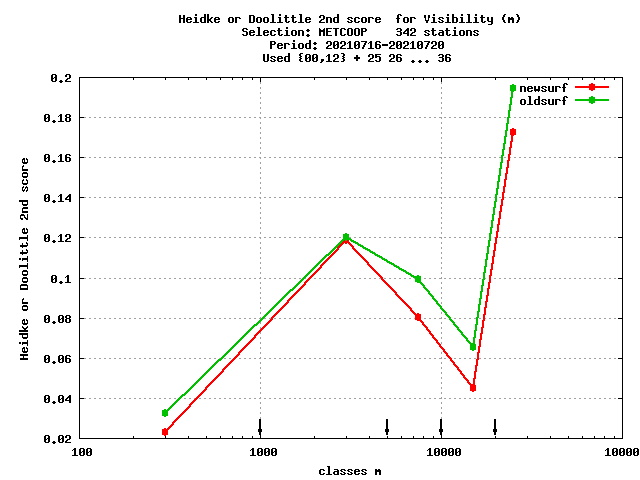 Heidke or Doolittle 2nd score  for Visibility (m)
Selection: METCOOP    342 stations
Period: 20210716-20210720
Used {00,12} + 25 26 ... 36
0.2
newsurf
oldsurf
0.18
0.16
0.14
0.12
0.1
0.08
0.06
0.04
0.02
Heidke or Doolittle 2nd score
100
1000
10000
10000
classes m